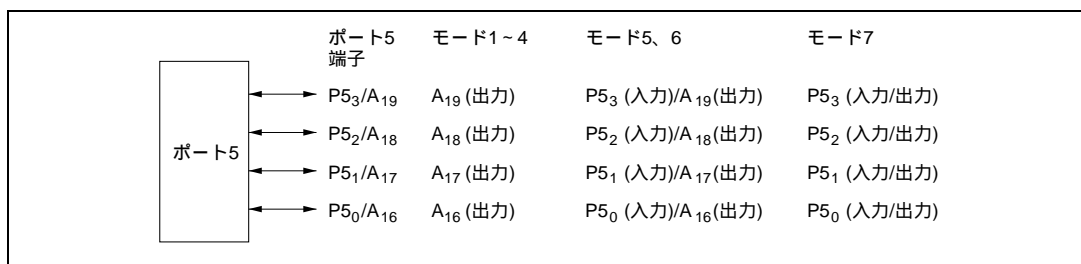 ポート5 モード1~4 モード5、6 モード7
端子
P5₃/A₁₉ A₁₉ (出力) P5₃ (入力)/A₁₉(出力) P5₃ (入力/出力)
P5₂/A₁₈ A₁₈ (出力) P5₂ (入力)/A₁₈(出力) P5₂ (入力/出力)
ポート5
P5₁/A₁₇ A₁₇ (出力) P5₁ (入力)/A₁₇(出力) P5₁ (入力/出力)
P5₀/A₁₆ A₁₆ (出力) P5₀ (入力)/A₁₆(出力) P5₀ (入力/出力)